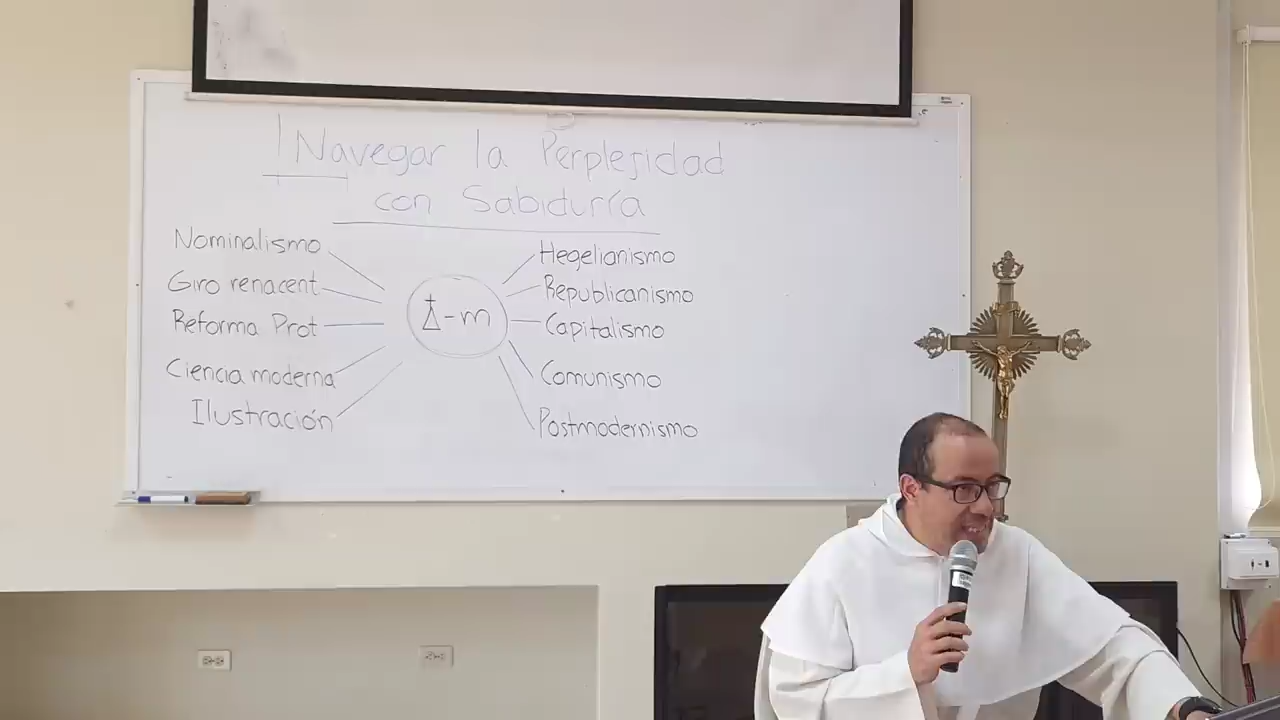 Navegar la Perplejidad
con Sabiduría
Nominalismo
Giro renacent
Reforma Prot
Ciencia moderna
Ilustración
Δ-m
Hegelianismo
Republicanismo
Capitalismo
Comunismo
Postmodernismo